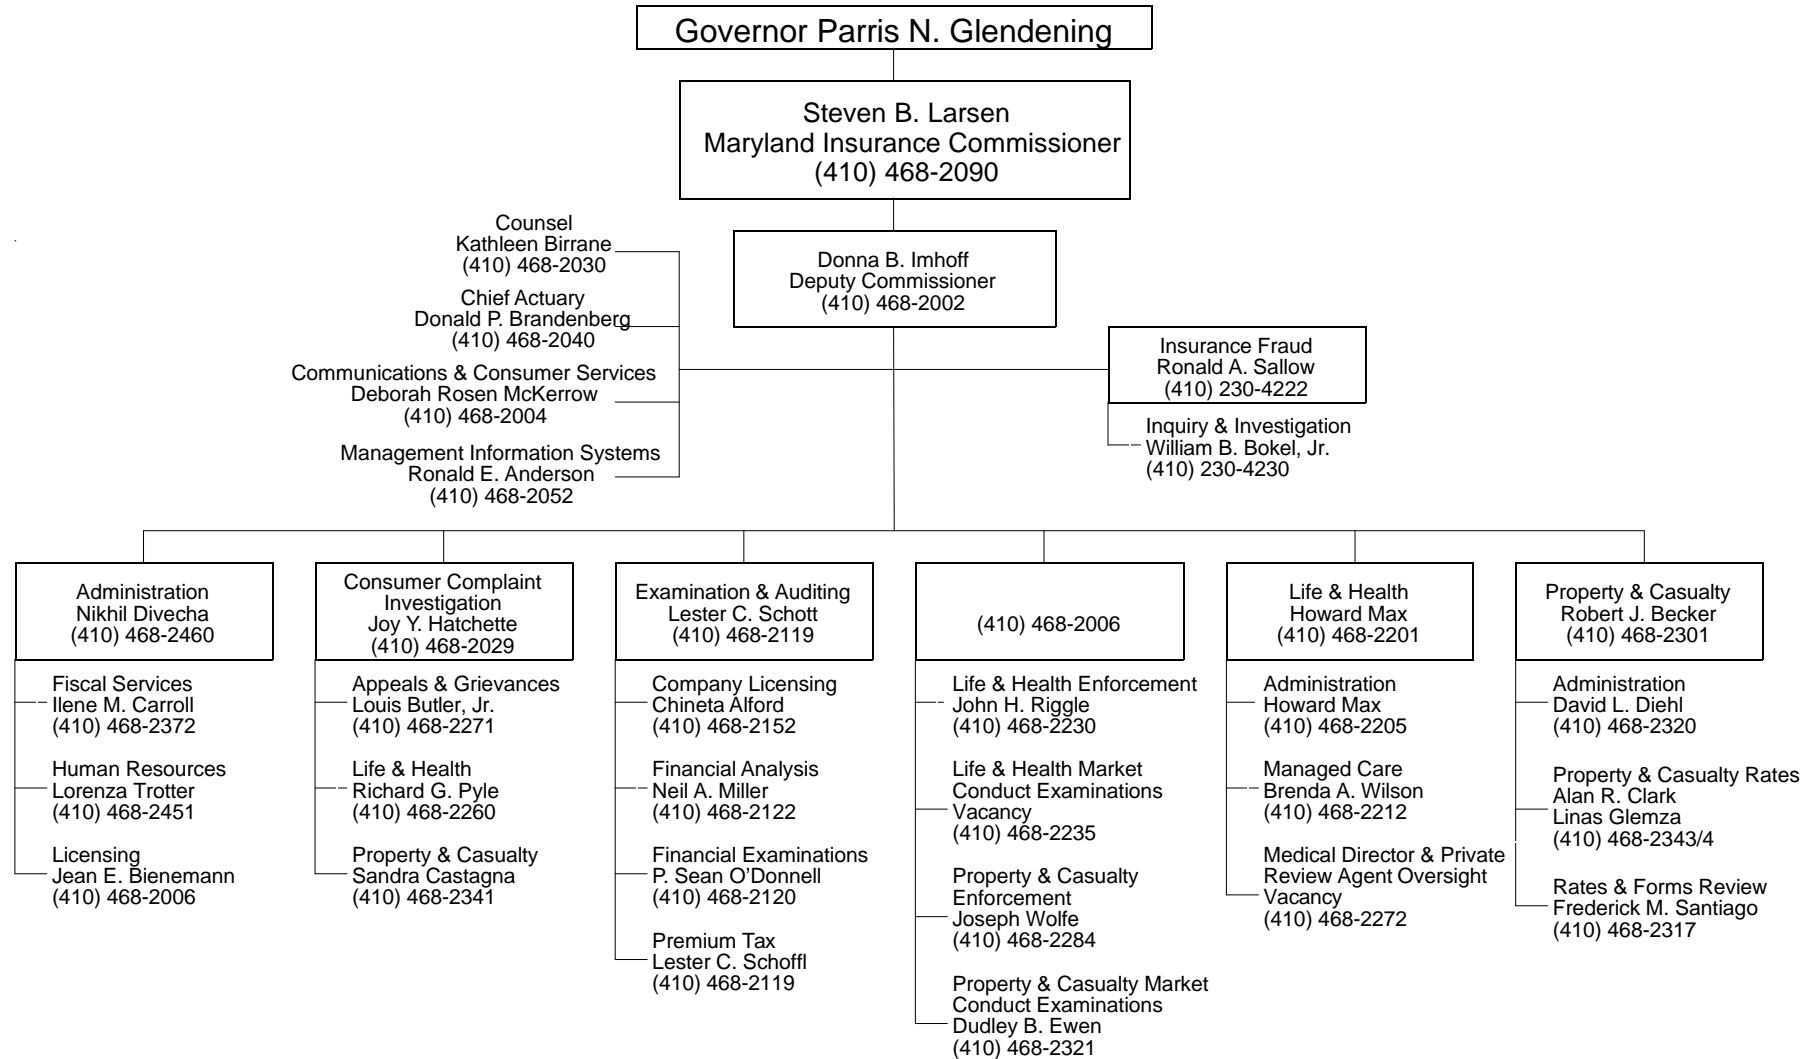 Governor Parris N. Glendening
Steven B. Larsen
Maryland Insurance Commissioner
(410) 468-2090
Counsel
Kathleen Birrane
(410) 468-2030
Chief Actuary
Donald P. Brandenberg
(410) 468-2040
Communications & Consumer Services
Deborah Rosen McKerrow
(410) 468-2004
Management Information Systems
Ronald E. Anderson
(410) 468-2052
Donna B. Imhoff
Deputy Commissioner
(410) 468-2002
Insurance Fraud
Ronald A. Sallow
(410) 230-4222
Inquiry & Investigation
William B. Bokel, Jr.
(410) 230-4230
Administration
Nikhil Divecha
(410) 468-2460
Fiscal Services
Ilene M. Carroll
(410) 468-2372
Human Resources
Lorenza Trotter
(410) 468-2451
Licensing
Jean E. Bienemann
(410) 468-2006
Consumer Complaint
Investigation
Joy Y. Hatchette
(410) 468-2029
Appeals & Grievances
Louis Butler, Jr.
(410) 468-2271
Life & Health
Richard G. Pyle
(410) 468-2260
Property & Casualty
Sandra Castagna
(410) 468-2341
Examination & Auditing
Lester C. Schott
(410) 468-2119
Company Licensing
Chineta Alford
(410) 468-2152
Financial Analysis
Neil A. Miller
(410) 468-2122
Financial Examinations
P. Sean O’Donnell
(410) 468-2120
Premium Tax
Lester C. Schoffl
(410) 468-2119
(410) 468-2006
Life & Health Enforcement
John H. Riggle
(410) 468-2230
Life & Health Market
Conduct Examinations
Vacancy
(410) 468-2235
Property & Casualty
Enforcement
Joseph Wolfe
(410) 468-2284
Property & Casualty Market
Conduct Examinations
Dudley B. Ewen
(410) 468-2321
Life & Health
Howard Max
(410) 468-2201
Administration
Howard Max
(410) 468-2205
Managed Care
Brenda A. Wilson
(410) 468-2212
Medical Director & Private
Review Agent Oversight
Vacancy
(410) 468-2272
Property & Casualty
Robert J. Becker
(410) 468-2301
Administration
David L. Diehl
(410) 468-2320
Property & Casualty Rates
Alan R. Clark
Linas Glemza
(410) 468-2343/4
Rates & Forms Review
Frederick M. Santiago
(410) 468-2317